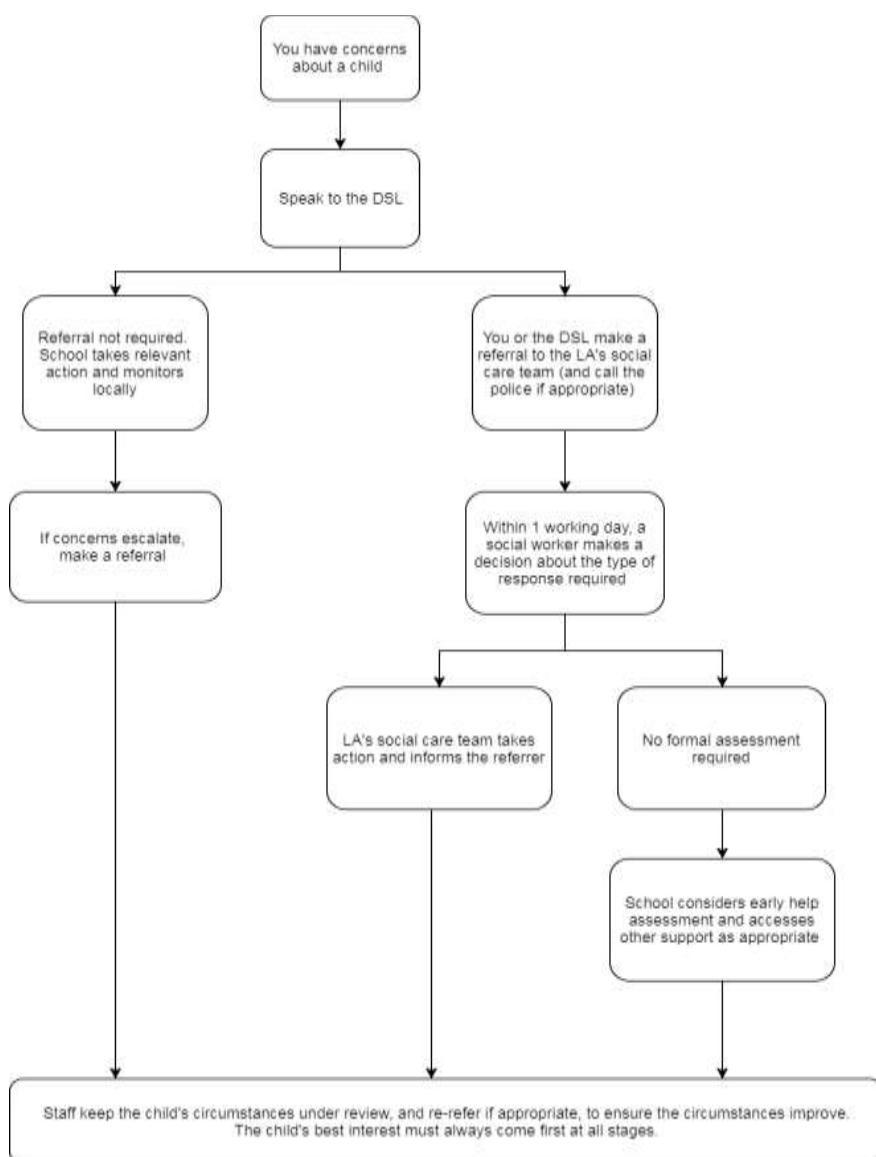 You have concerns
about a child
Speak to the DSL
Referral not required.
School takes relevant
action and monitors
locally
You or the DSL make a
referral to the LA's social
care team (and call the
police if appropriate)
If concerns escalate,
make a referral
Within 1 working day, a
social worker makes a
decision about the type of
response required
LA's social care team takes
action and informs the referrer
No formal assessment
required
School considers early help
assessment and accesses
other support as appropriate
Staff keep the child's circumstances under review, and re-refer if appropriate, to ensure the circumstances improve.
The child's best interest must always come first at all stages.